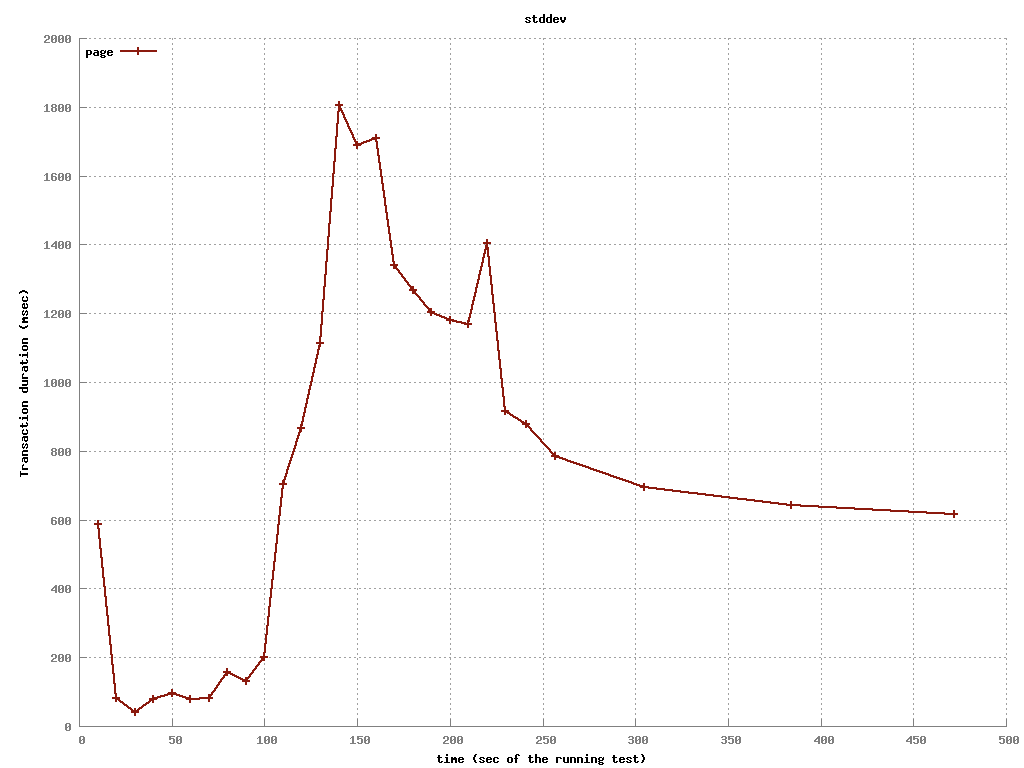 stddev
page
2000
1800
1600
1400
1200
1000
800
600
400
200
0
Transaction duration (msec)
0 50 100 150 200 250 300 350 400 450 500
time (sec of the running test)